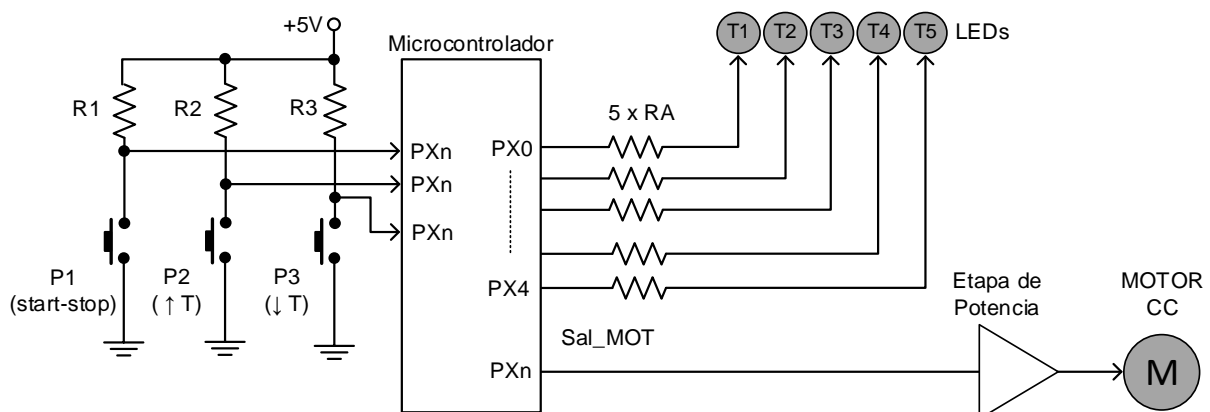 +5V
Microcontrolador
T1 T2 T3 T4 T5 LEDs
R1 R2 R3
5 x RA
PXn
PX0
PXn
PXn
P1
(start-stop)
P2
(↑ T)
P3
(↓ T)
PX4
Sal_MOT
PXn
Etapa de
Potencia
MOTOR
CC
M